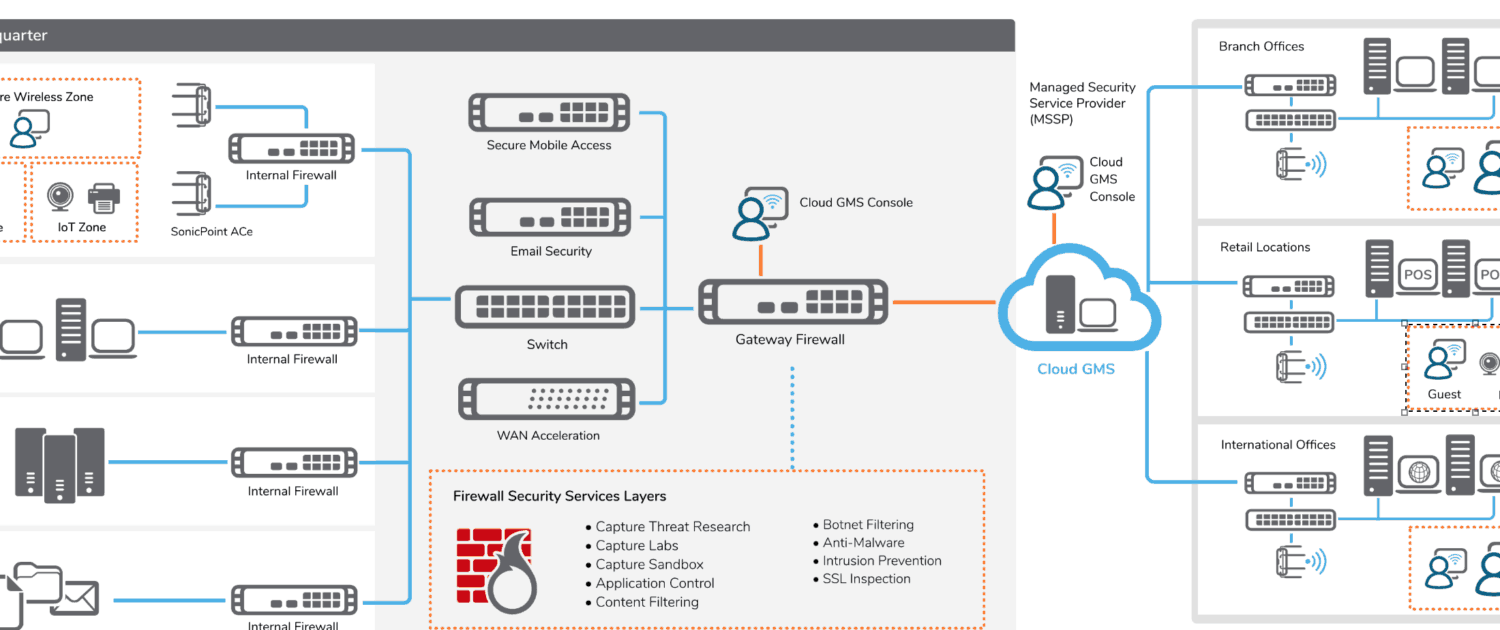 quarter
re Wireless Zone
IoT Zone
SonicPoint ACe
Internal Firewall
Internal Firewall
Internal Firewall
Internal Firewall
Secure Mobile Access
Email Security
Switch
WAN Acceleration
Cloud GMS Console
Gateway Firewall
Firewall Security Services Layers
• Capture Threat Research
• Capture Labs
• Capture Sandbox
• Application Control
• Content Filtering
• Botnet Filtering
• Anti-Malware
• Intrusion Prevention
• SSL Inspection
Managed Security
Service Provider
(MSSP)
Cloud
GMS
Console
Cloud GMS
Branch Offices
Retail Locations
POS
PO
Guest
International Offices